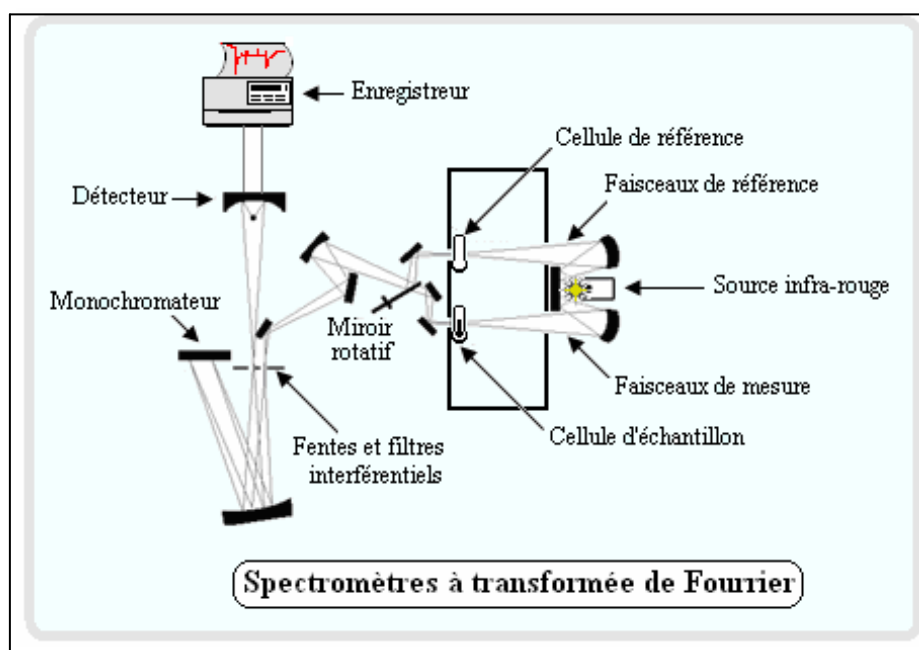 Enregistreur
Cellule de référence
Faisceaux de référence
Détecteur
Monochromateur
Source infra-rouge
Miroir
rotatif
Faisceaux de mesure
Cellule d'échantillon
Fentes et filtres
interférentiels
Spectromètres à transformée de Fourrier